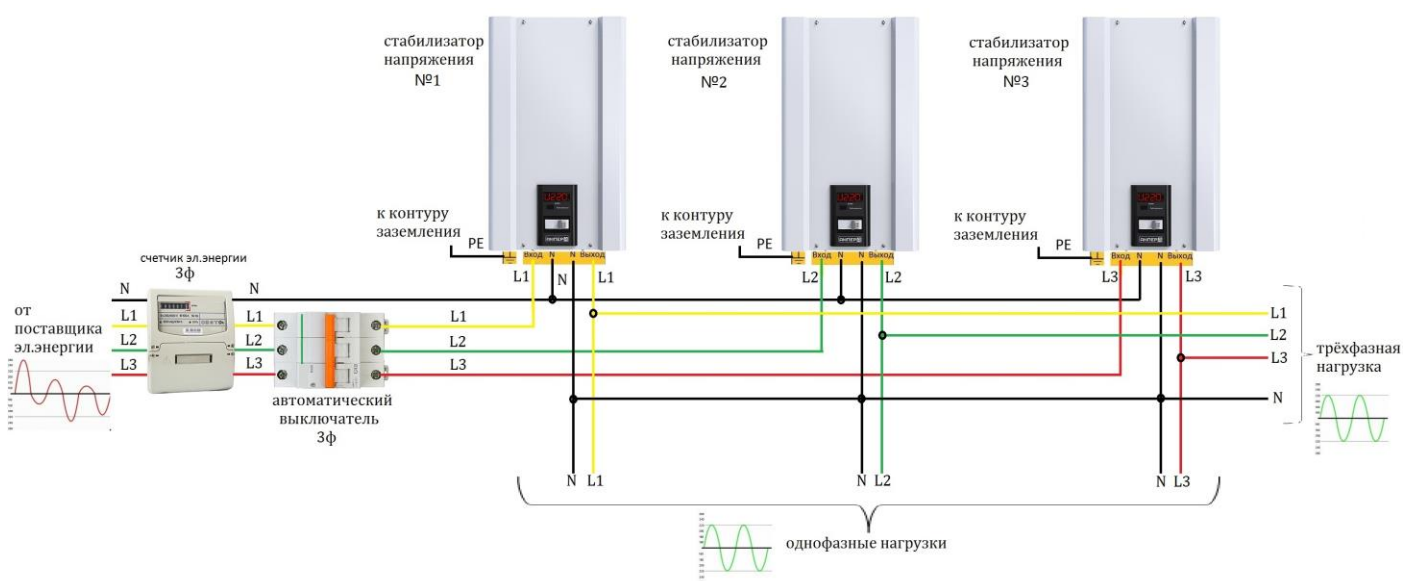 стабилизатор
напряжения
№1
стабилизатор
напряжения
№2
стабилизатор
напряжения
№3
U220
U220
U220
к контуру
заземления
PE
к контуру
заземления
PE
к контуру
заземления
PE
Вход N N Выход
Вход N N Выход
Вход N N Выход
L1 N L1
L2 L2
L3 L3
счетчик эл.энергии
3ф
от
поставщика
эл.энергии
N N
L1 L1 L1
L2 L2 L2
L3 L3 L3
автоматический
выключатель
3ф
L1
L2
L3
N
трёхфазная
нагрузка
N L1
N L2
N L3
однофазные нагрузки